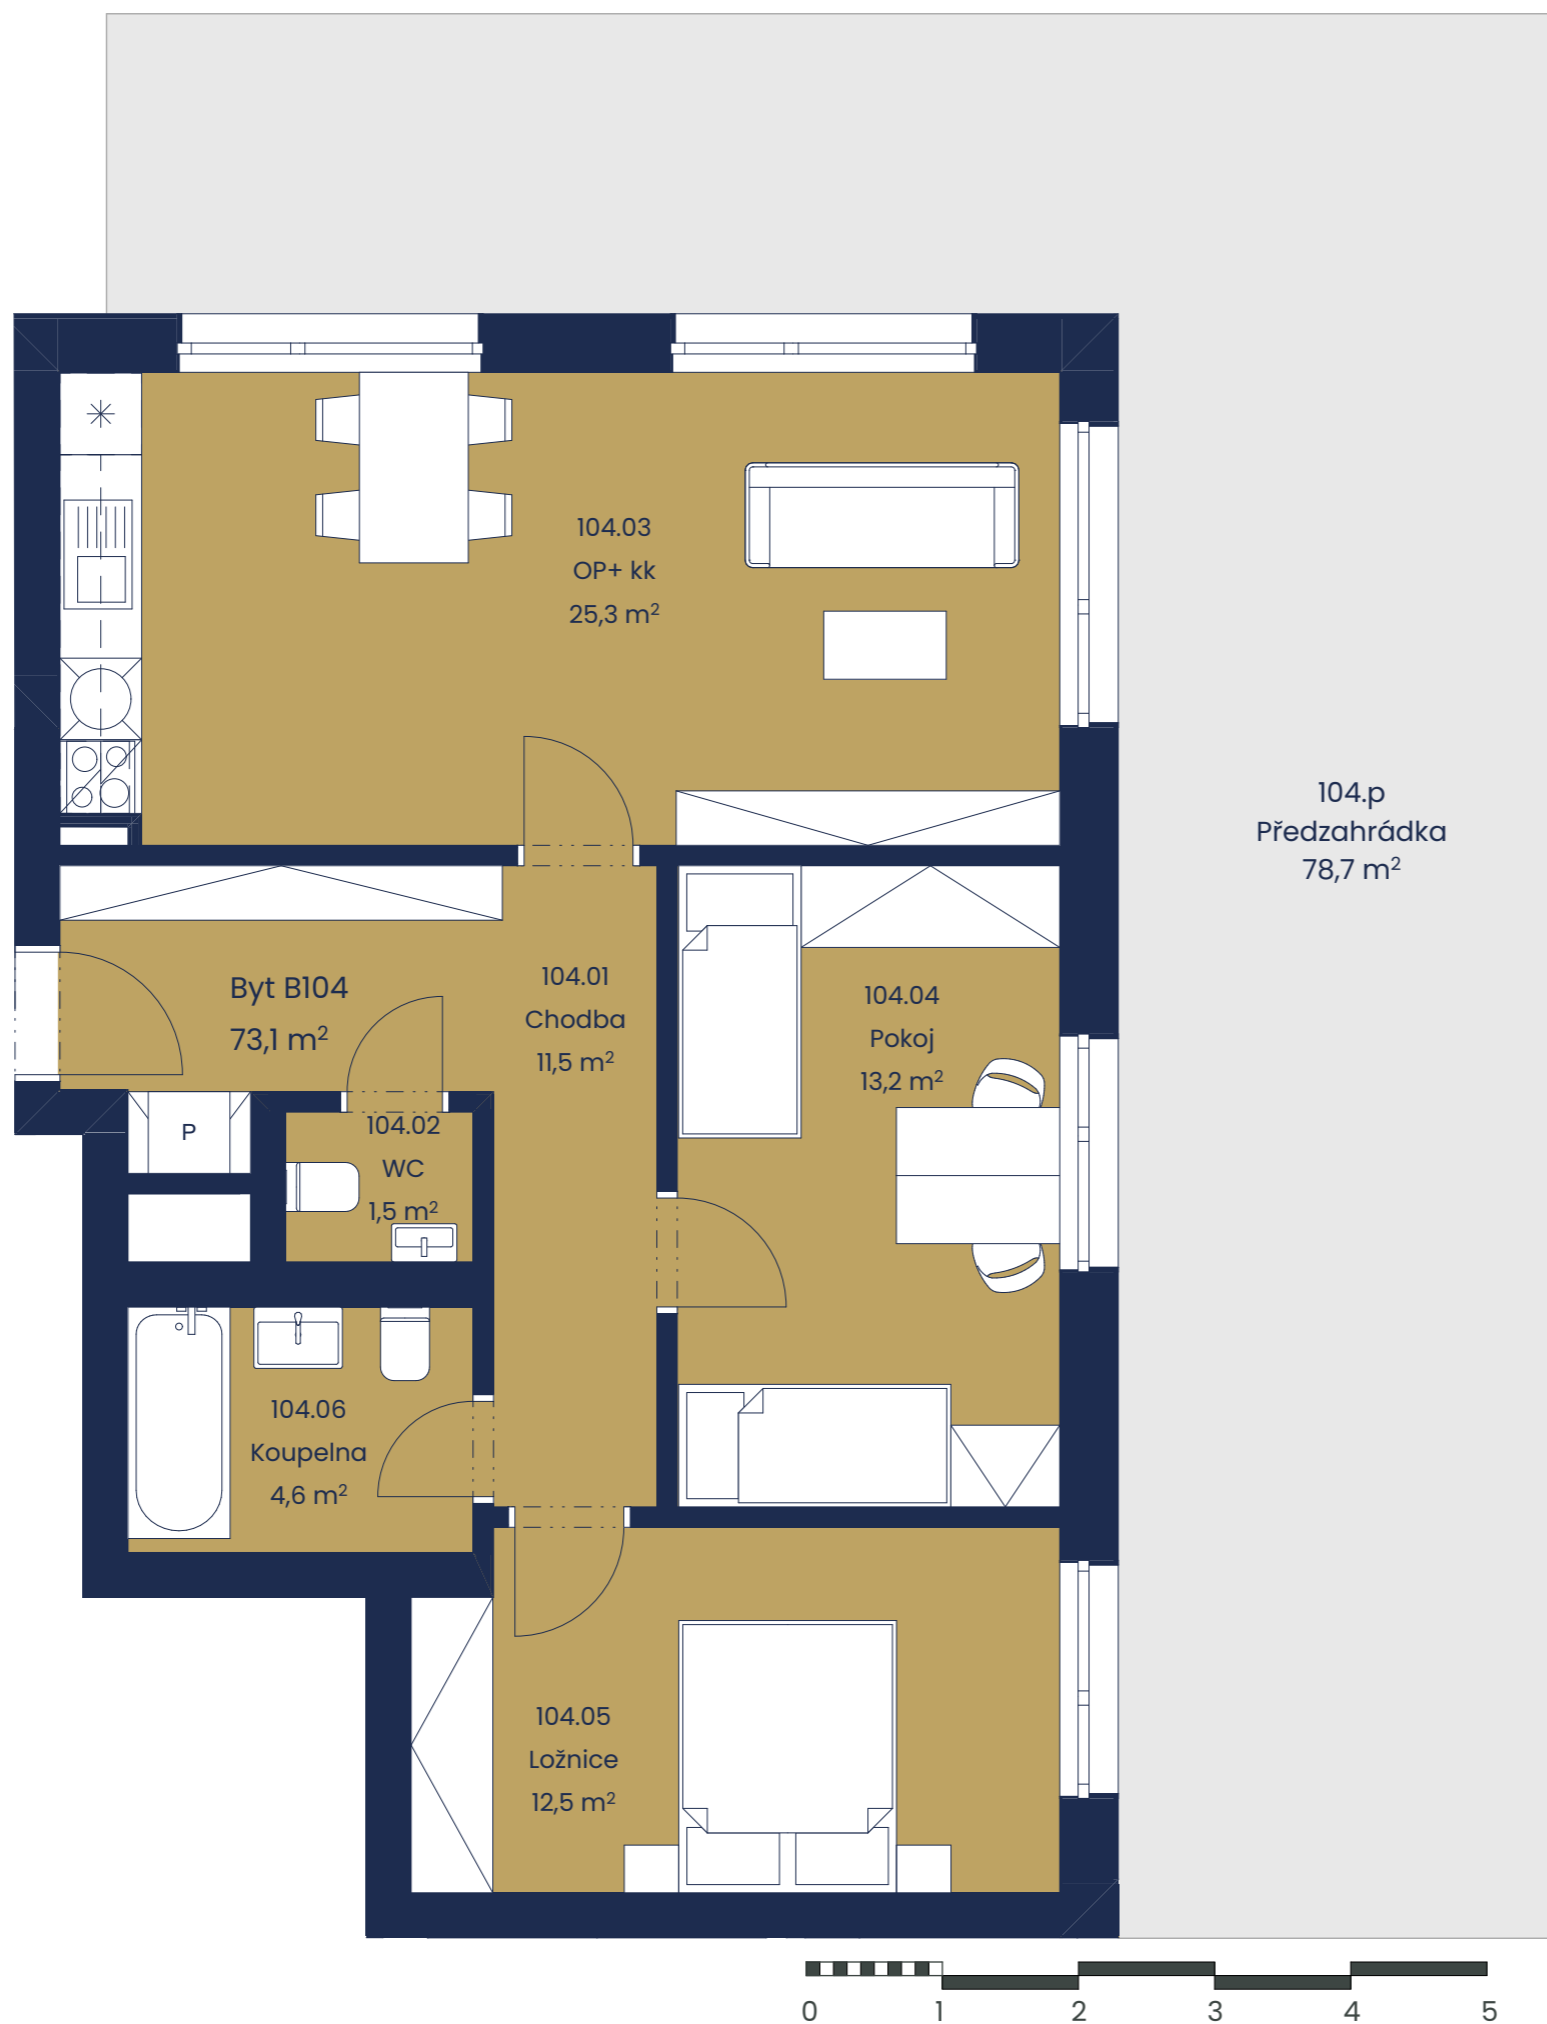 104.03
OP+ kk
25,3 m²
104.p
Předzahrádka
78,7 m²
Byt B104
73,1 m²
104.01
Chodba
11,5 m²
104.04
Pokoj
13,2 m²
P
104.02
WC
1,5 m²
104.06
Koupelna
4,6 m²
104.05
Ložnice
12,5 m²
0 1 2 3 4 5